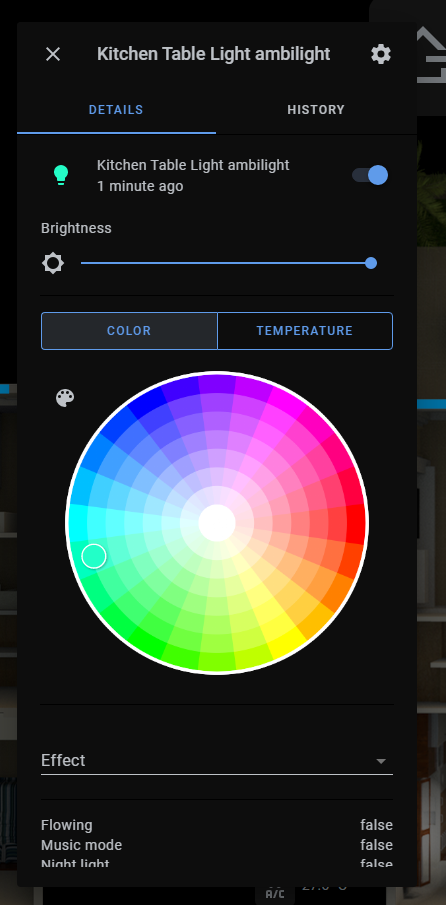 Kitchen Table Light ambilight
DETAILS
HISTORY
Kitchen Table Light ambilight
1 minute ago
Brightness
COLOR
TEMPERATURE
Effect
Flowing false
Music mode false
Night light false
A/C